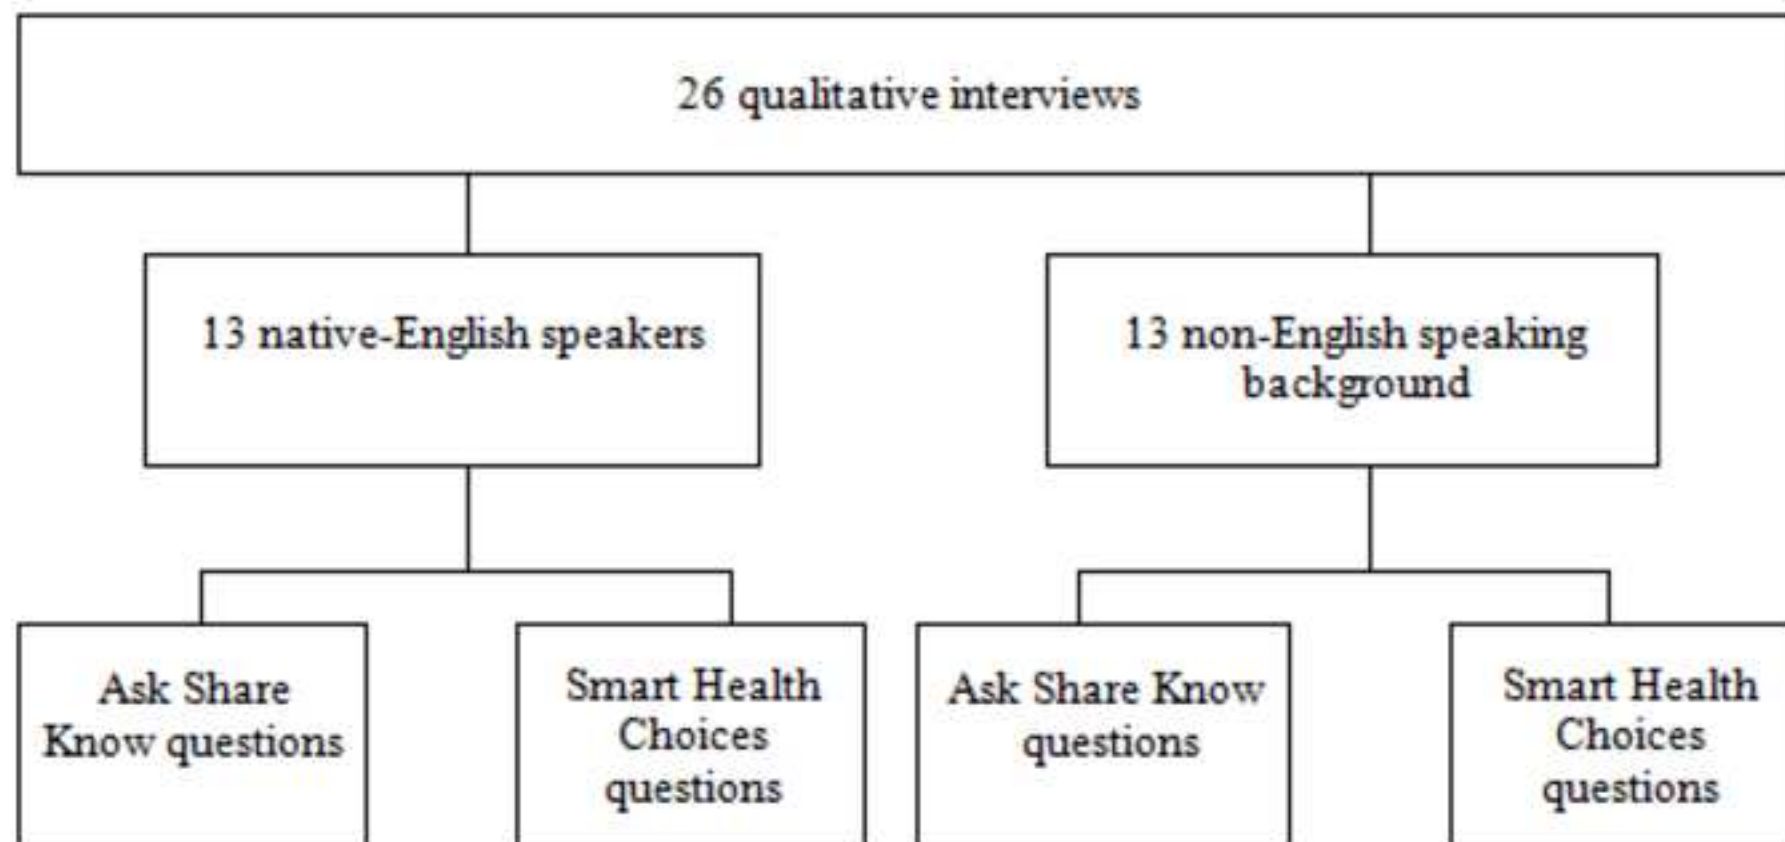 26 qualitative interviews
13 native-English speakers
13 non-English speaking
background
Ask Share
Know questions
Smart Health
Choices
questions
Ask Share Know
questions
Smart Health
Choices
questions